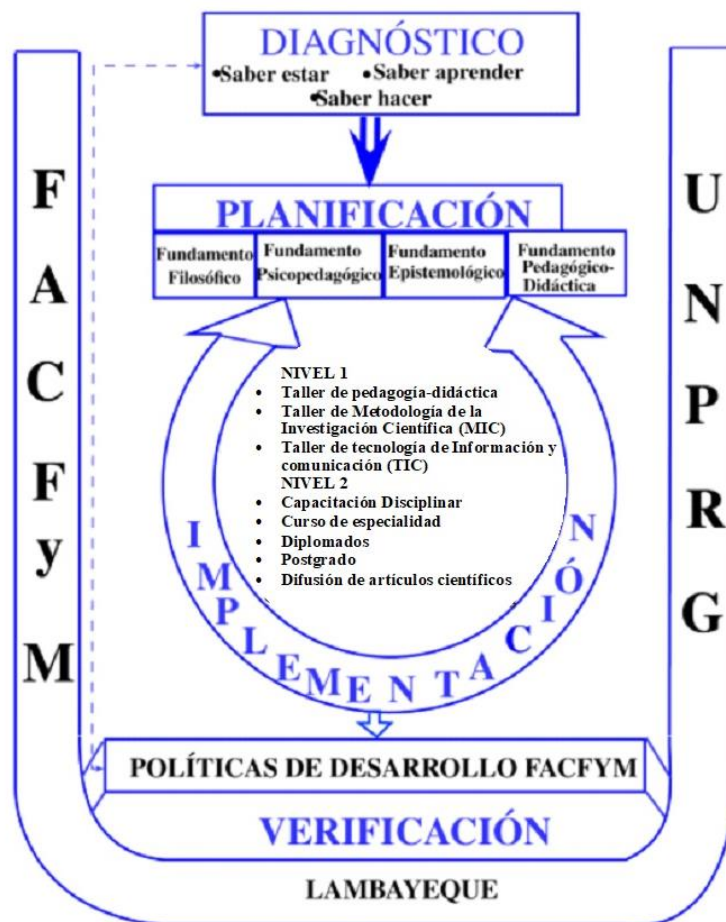 DIAGNÓSTICO
•Saber estar •Saber aprender
•Saber hacer
FACFyM
UNPRG
PLANIFICACIÓN
Fundamento
Filosófico
Fundamento
Psicopedagógico
Fundamento
Epistemológico
Fundamento
Pedagógico-
Didáctica
NIVEL 1
• Taller de pedagogía-didáctica
• Taller de Metodología de la
Investigación Científica (MIC)
• Taller de tecnología de Información y
comunicación (TIC)
NIVEL 2
• Capacitación Disciplinar
• Curso de especialidad
• Diplomados
• Postgrado
• Difusión de artículos científicos
IMPLEMENTACIÓN
POLÍTICAS DE DESARROLLO FACFYM
VERIFICACIÓN
LAMBAYEQUE